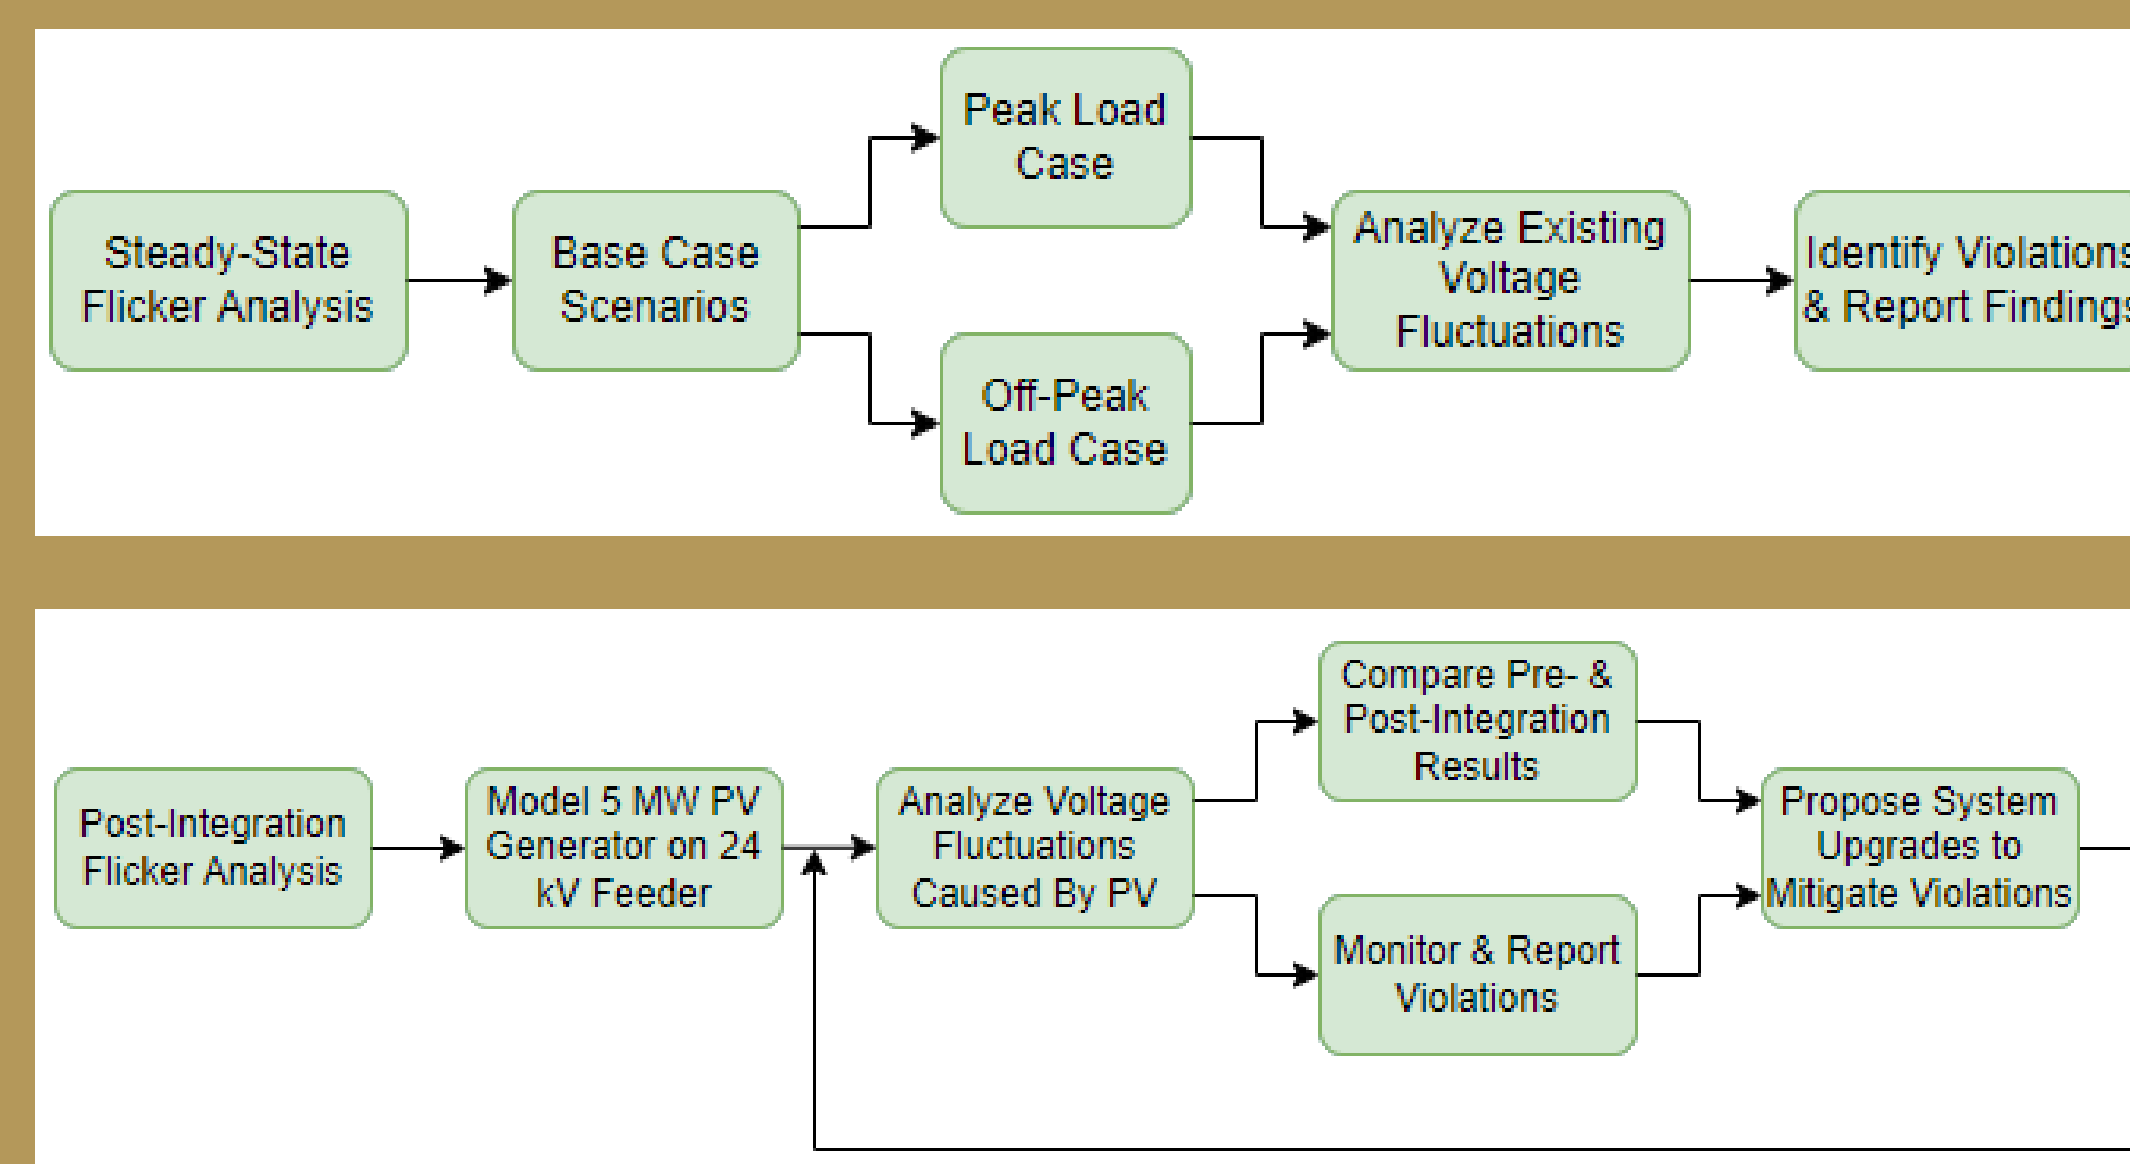 Peak Load
Case
Steady-State
Flicker Analysis
Base Case
Scenarios
Analyze Existing
Voltage
Fluctuations
Identify Violations
& Report Findings
Off-Peak
Load Case
Compare Pre- &
Post-Integration
Results
Post-Integration
Flicker Analysis
Model 5 MW PV
Generator on 24
kV Feeder
Analyze Voltage
Fluctuations
Caused By PV
Propose System
Upgrades to
Mitigate Violations
Monitor & Report
Violations